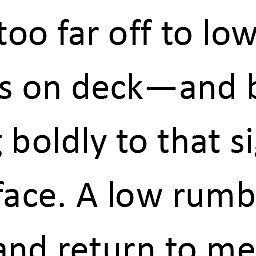 too far off to low
s on deck—and b
boldly to that si
face. A low rumb
and return to me